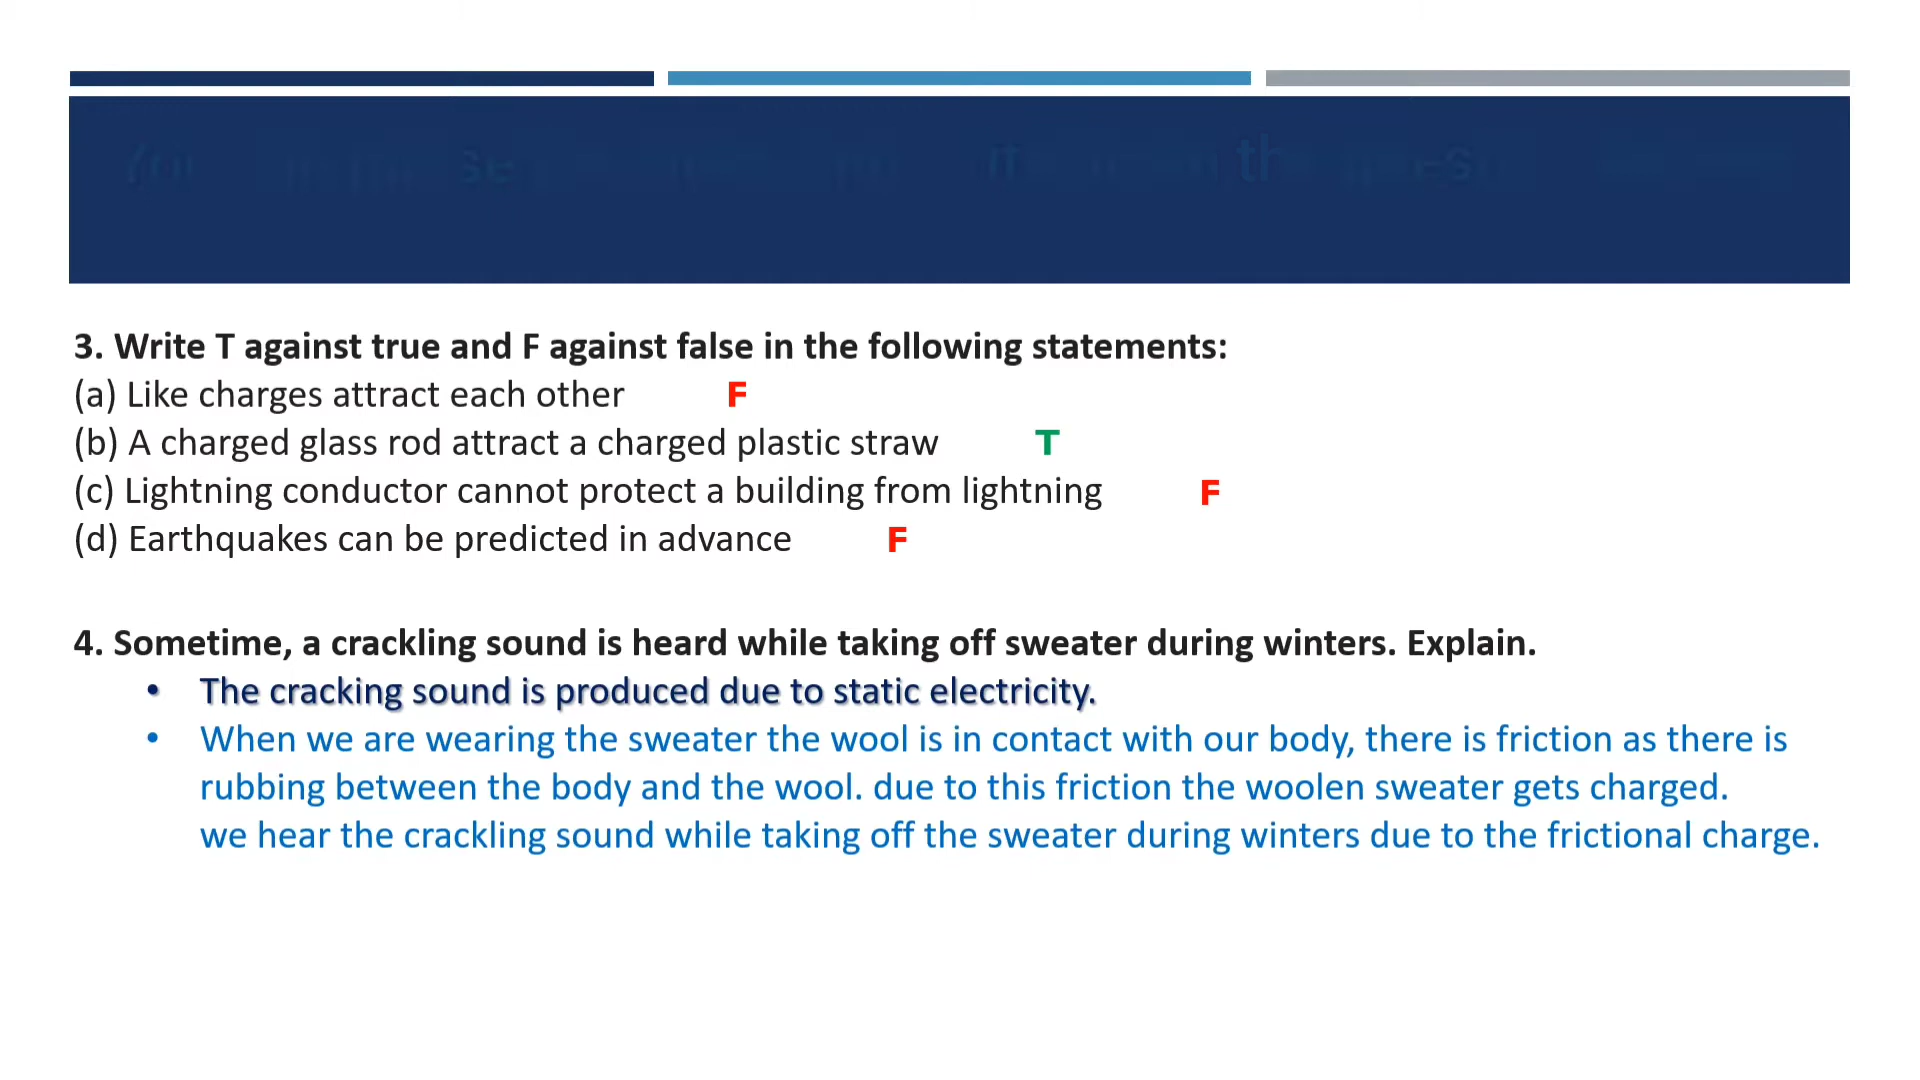 3. Write T against true and F against false in the following statements:
(a) Like charges attract each other F
(b) A charged glass rod attract a charged plastic straw T
(c) Lightning conductor cannot protect a building from lightning F
(d) Earthquakes can be predicted in advance F
4. Sometime, a crackling sound is heard while taking off sweater during winters. Explain.
• The cracking sound is produced due to static electricity.
• When we are wearing the sweater the wool is in contact with our body, there is friction as there is
rubbing between the body and the wool. due to this friction the woolen sweater gets charged.
we hear the crackling sound while taking off the sweater during winters due to the frictional charge.